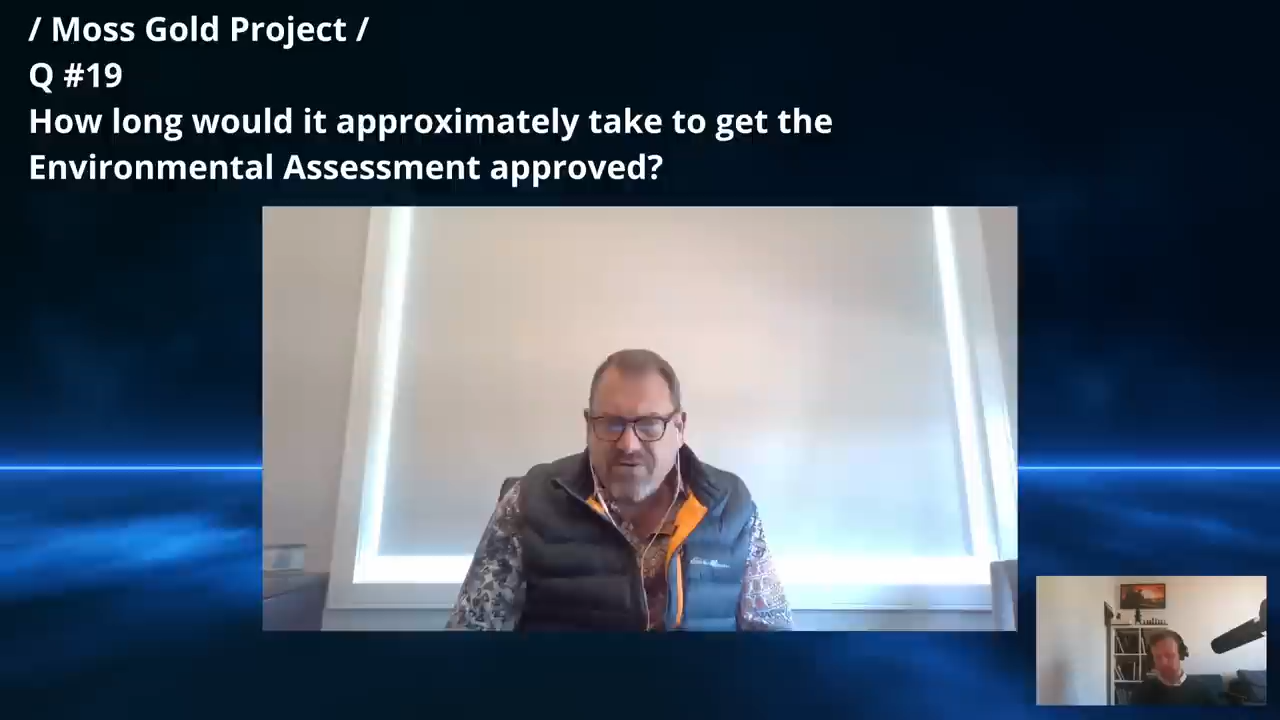 / Moss Gold Project /
Q #19
How long would it approximately take to get the
Environmental Assessment approved?